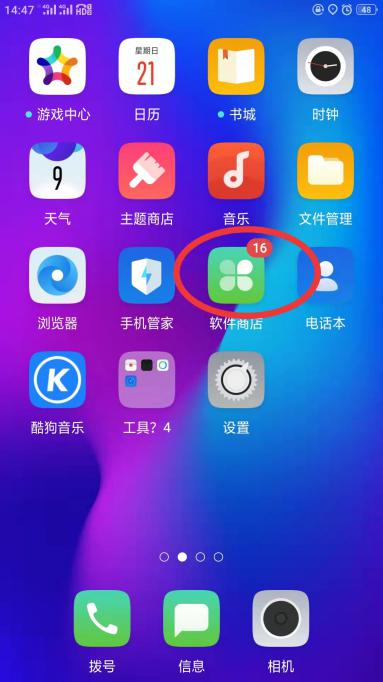 14:47 4G 4G HD 48
游戏中心
星期日
21
日历
书城
时钟
9
天气
主题商店
音乐
文件管理
浏览器
手机管家
16
软件商店
电话本
K
酷狗音乐
工具? 4
设置
拨号
信息
相机